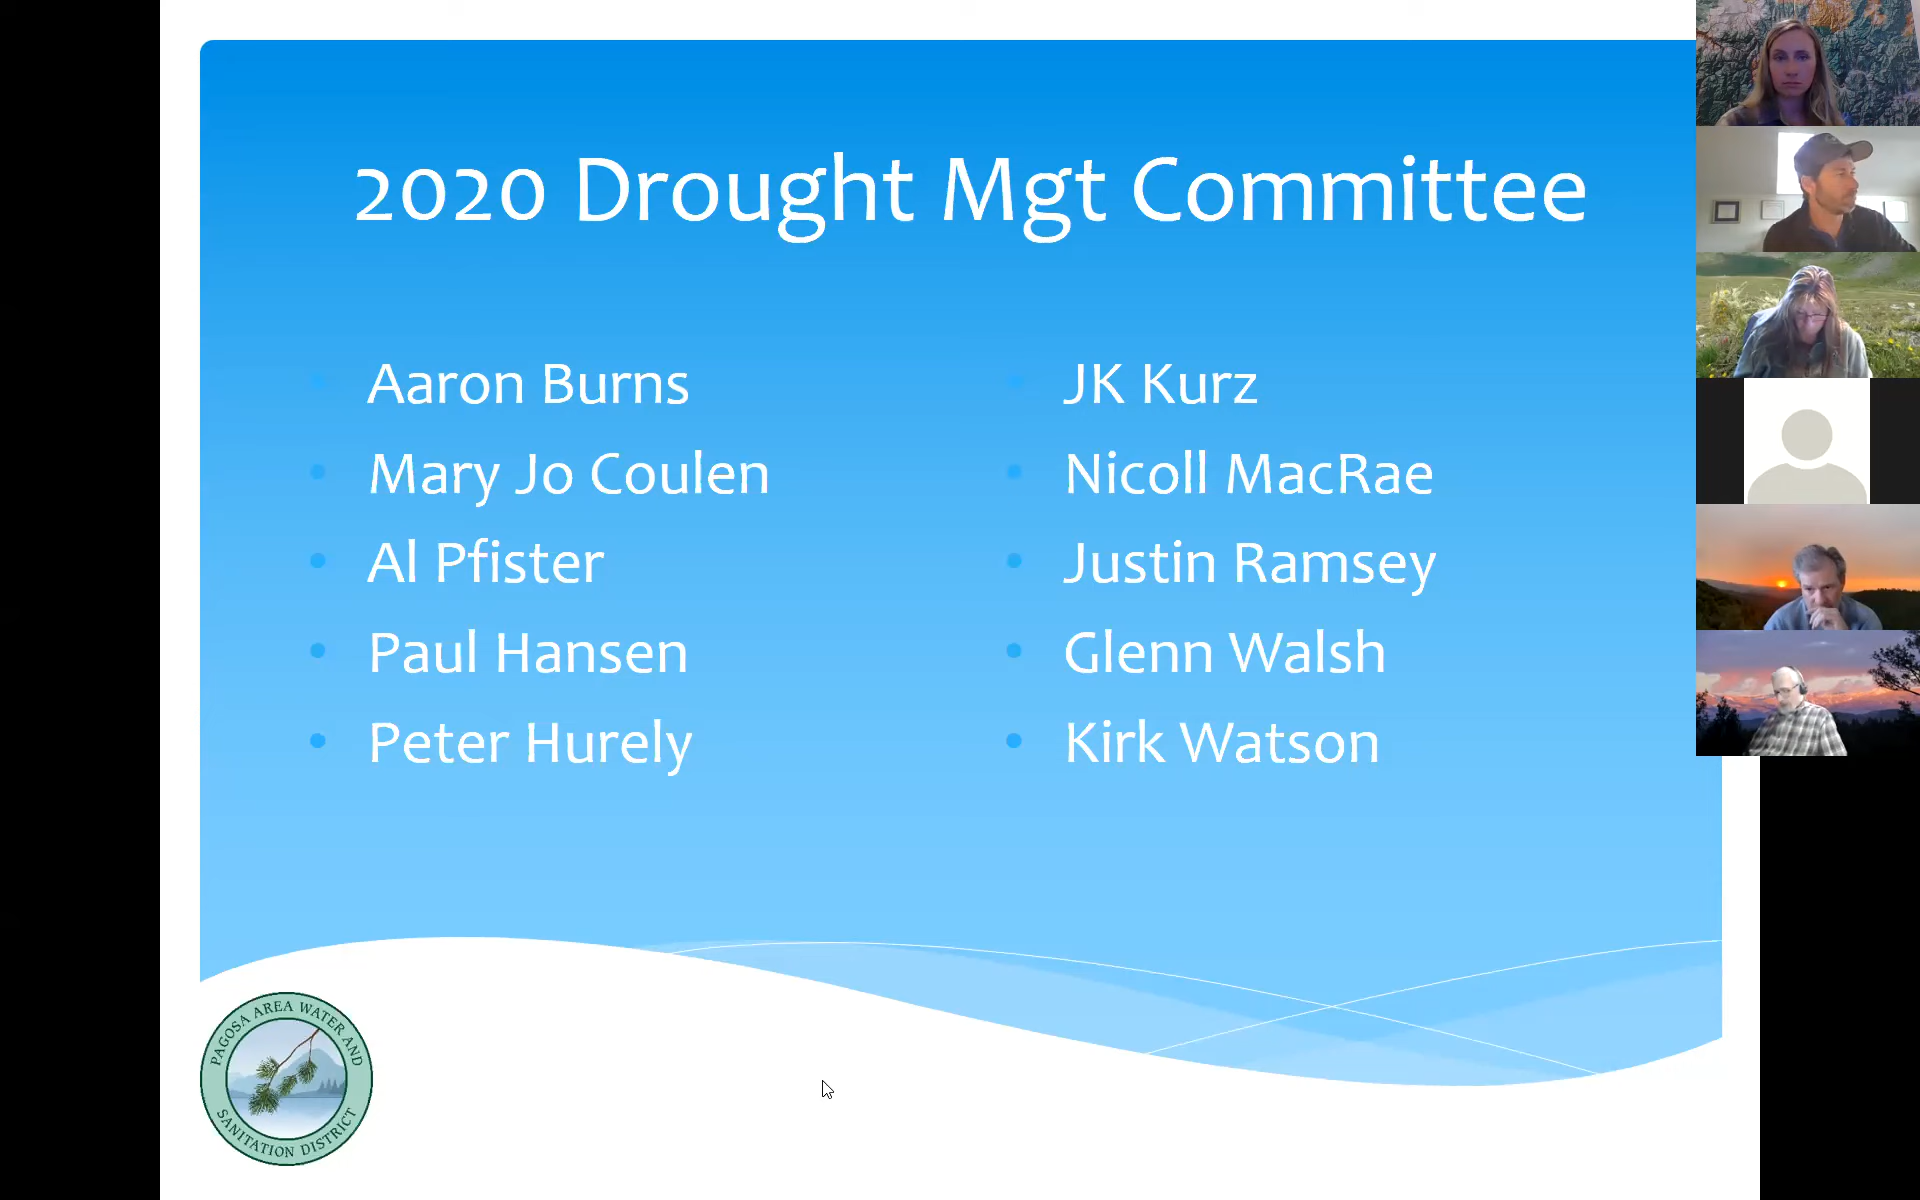 2020 Drought Mgt Committee
Aaron Burns
Mary Jo Coulen
Al Pfister
Paul Hansen
Peter Hurely
JK Kurz
Nicoll MacRae
Justin Ramsey
Glenn Walsh
Kirk Watson
PAGOSA AREA WATER AND
SANITATION DISTRICT